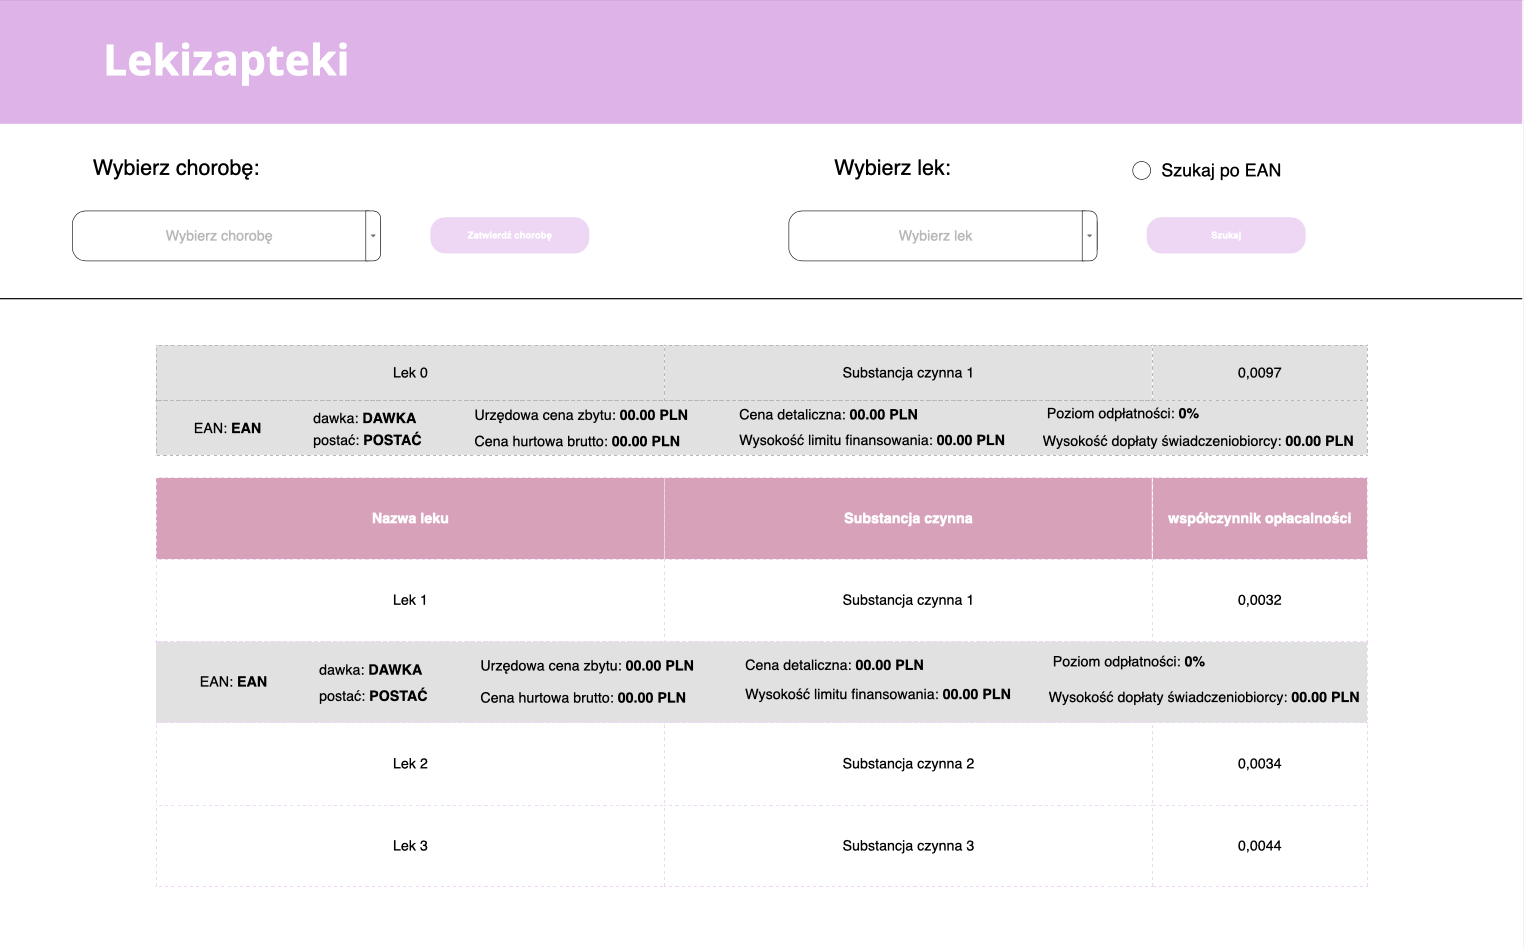 Lekizapteki
Wybierz chorobę:
Wybierz lek:
Szukaj po EAN
Wybierz chorobę
Zatwierdź chorobę
Wybierz lek
Szukaj
Lek 0
Substancja czynna 1
0,0097
EAN: EAN
dawka: DAWKA
postać: POSTAĆ
Urzędowa cena zbytu: 00.00 PLN
Cena hurtowa brutto: 00.00 PLN
Cena detaliczna: 00.00 PLN
Wysokość limitu finansowania: 00.00 PLN
Poziom odpłatności: 0%
Wysokość dopłaty świadczeniobiorcy: 00.00 PLN
Nazwa leku
Substancja czynna
współczynnik opłacalności
Lek 1
Substancja czynna 1
0,0032
EAN: EAN
dawka: DAWKA
postać: POSTAĆ
Urzędowa cena zbytu: 00.00 PLN
Cena hurtowa brutto: 00.00 PLN
Cena detaliczna: 00.00 PLN
Wysokość limitu finansowania: 00.00 PLN
Poziom odpłatności: 0%
Wysokość dopłaty świadczeniobiorcy: 00.00 PLN
Lek 2
Substancja czynna 2
0,0034
Lek 3
Substancja czynna 3
0,0044